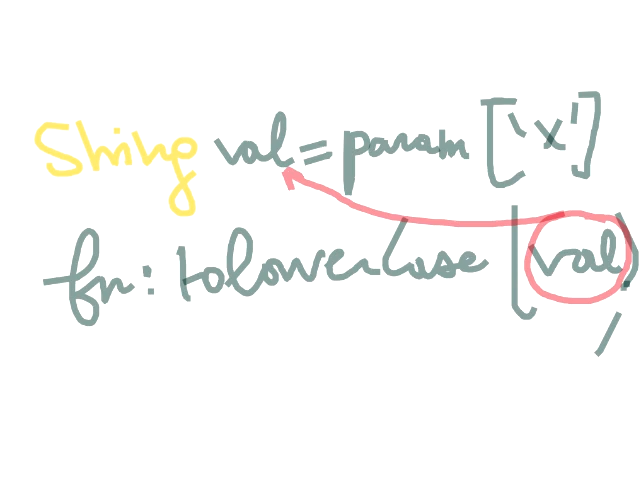 String val = param ['x']
fn: tolowerCase (val)